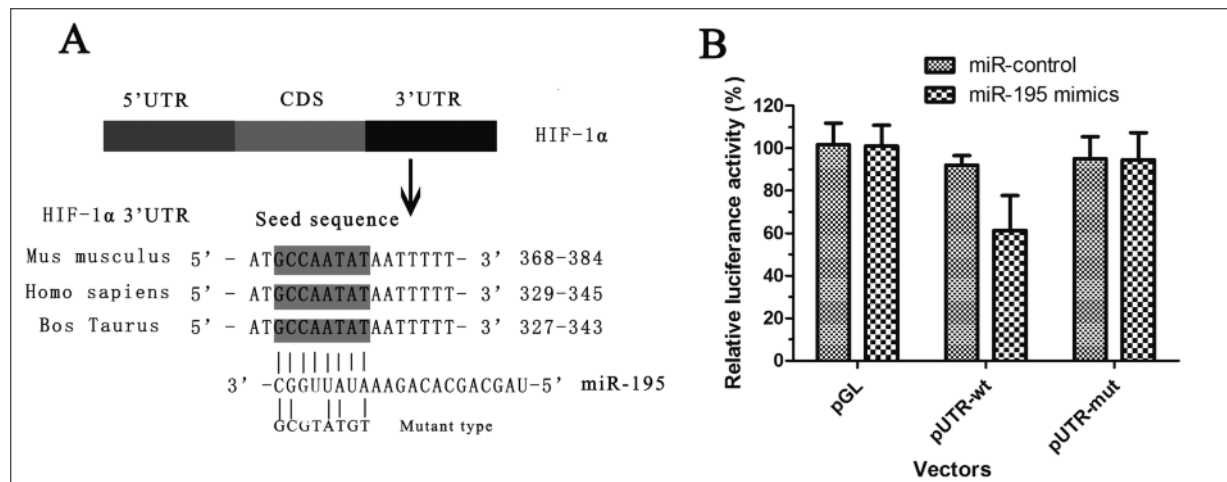 A
5'UTR CDS 3'UTR
HIF-1α
HIF-1α 3'UTR
Seed sequence
Mus musculus 5' - ATGCCAATATAATTTTT- 3' 368-384
Homo sapiens 5' - ATGCCAATATAATTTTT- 3' 329-345
Bos Taurus 5' - ATGCCAATATAATTTTT- 3' 327-343
3' -CGGUUAUAAAGACACGACGAU-5' miR-195
GCGTATGT Mutant type
B
miR-control
miR-195 mimics
Relative luciferance activity (%)
120
100
80
60
40
20
0
pGL
pUTR-wt
pUTR-mut
Vectors